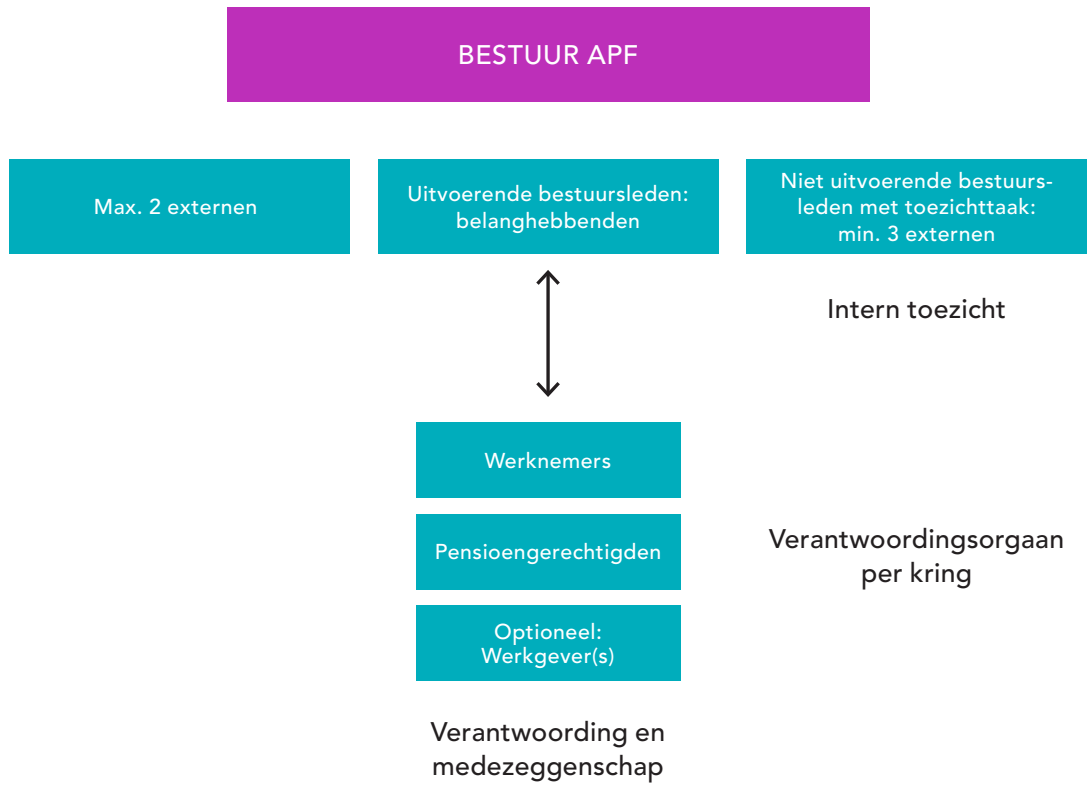 BESTUUR APF
Max. 2 externen
Uitvoerende bestuursleden:
belanghebbenden
Niet uitvoerende bestuurs-
leden met toezichttaak:
min. 3 externen
Intern toezicht
Werknemers
Pensioengerechtigden
Optioneel:
Werkgever(s)
Verantwoordingsorgaan
per kring
Verantwoording en
medezeggenschap